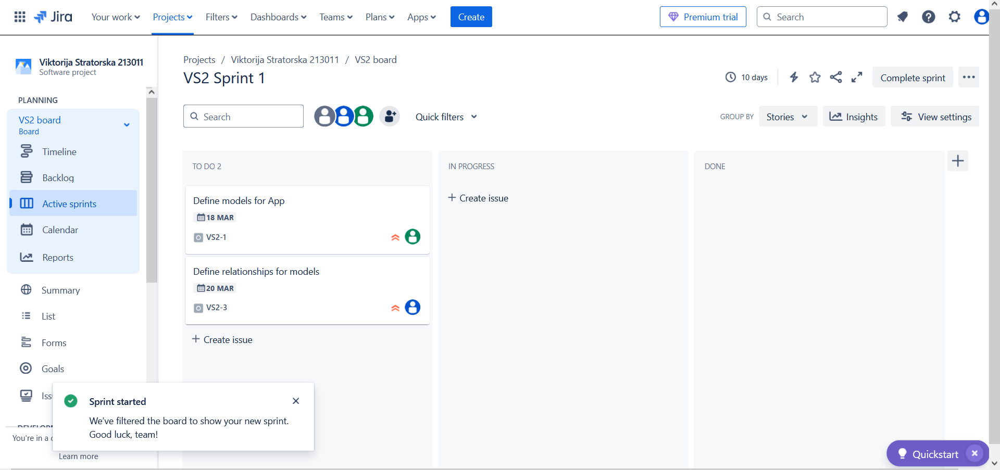 Jira
Your work
Projects
Filters
Dashboards
Teams
Plans
Apps
Create
Premium trial
Search
Viktorija Stratorska 213011
Software project
PLANNING
VS2 board
Board
Timeline
Backlog
Active sprints
Calendar
Reports
Summary
List
Forms
Goals
Iss
You're in a
Learn more
Projects / Viktorija Stratorska 213011 / VS2 board
VS2 Sprint 1
10 days
Complete sprint
Search
Quick filters
GROUP BY
Stories
Insights
View settings
TO DO 2
Define models for App
18 MAR
VS2-1
Define relationships for models
20 MAR
VS2-3
+ Create issue
IN PROGRESS
+ Create issue
DONE
Sprint started
We've filtered the board to show your new sprint.
Good luck, team!
Quickstart